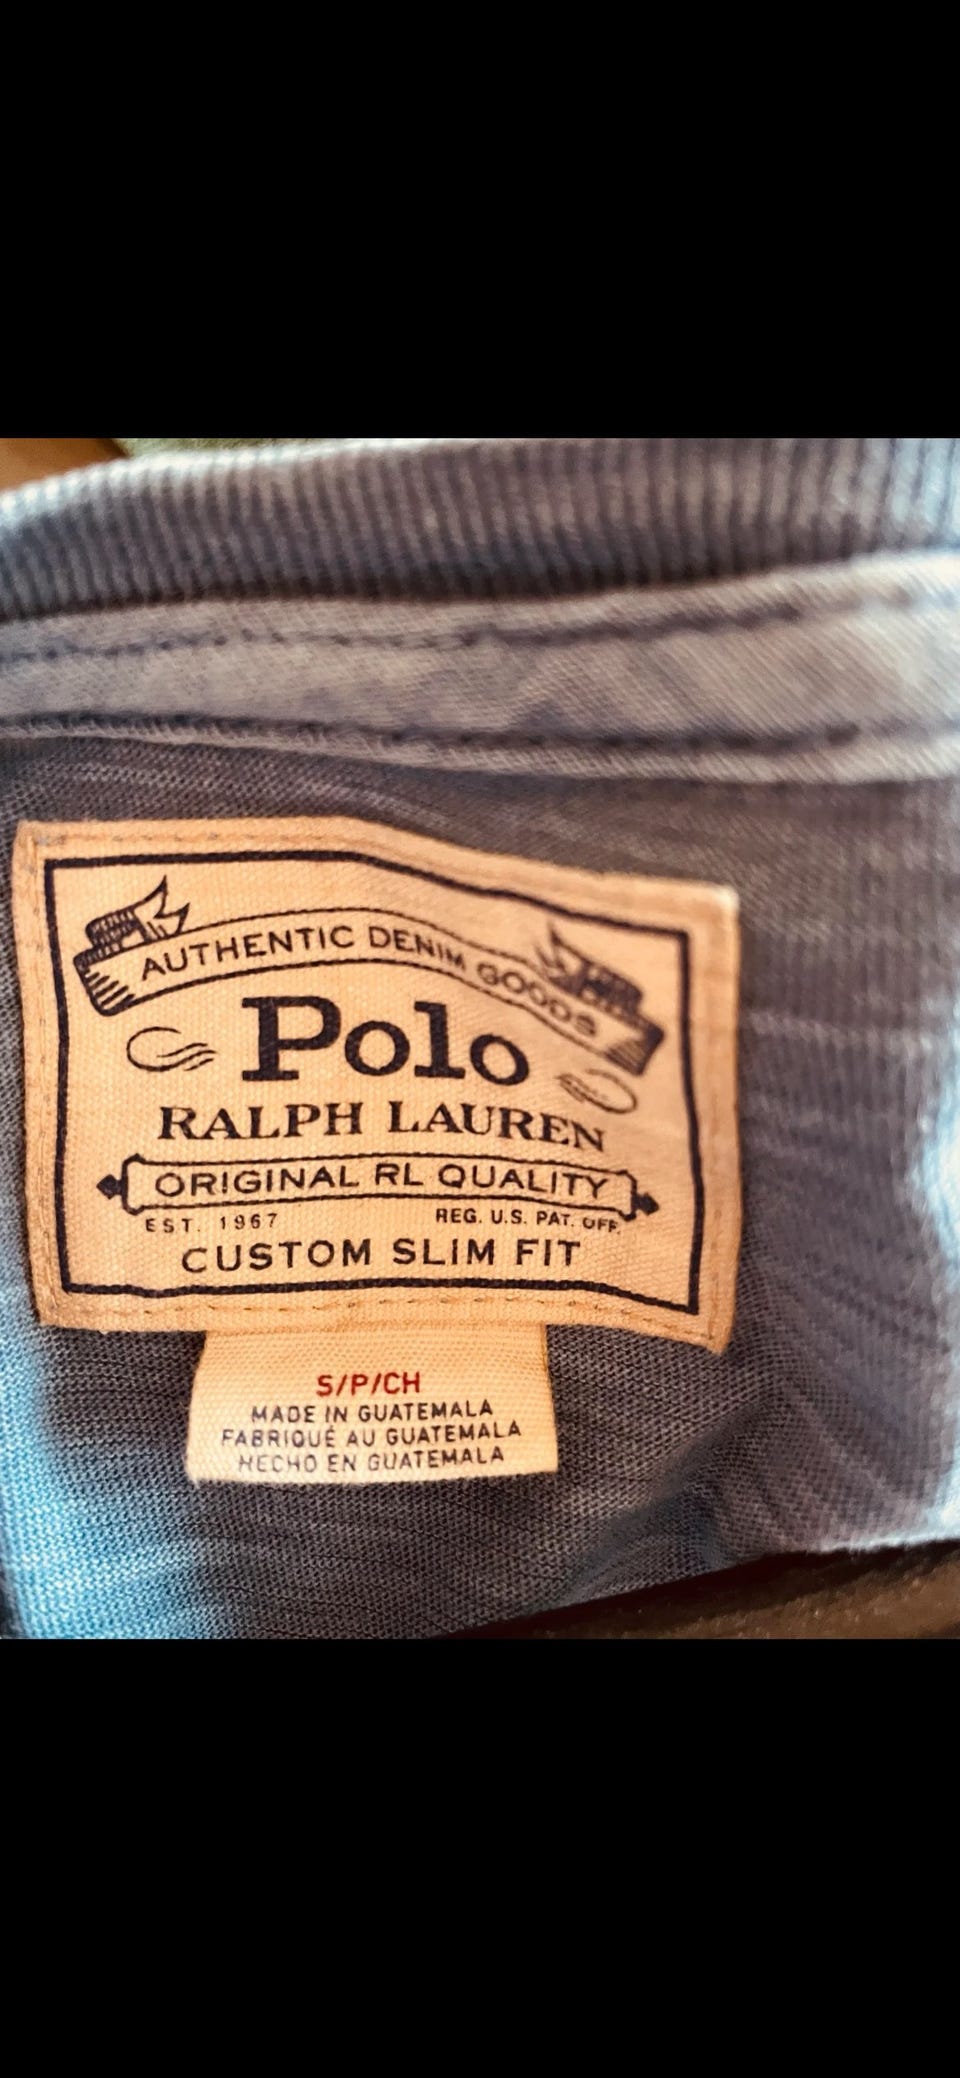 AUTHENTIC DENIM GOODS
Polo
RALPH LAUREN
ORIGINAL RL QUALITY
EST. 1967 REG. U.S. PAT. OFF.
CUSTOM SLIM FIT
S/P/CH
MADE IN GUATEMALA
FABRIQUÉ AU GUATEMALA
HECHO EN GUATEMALA